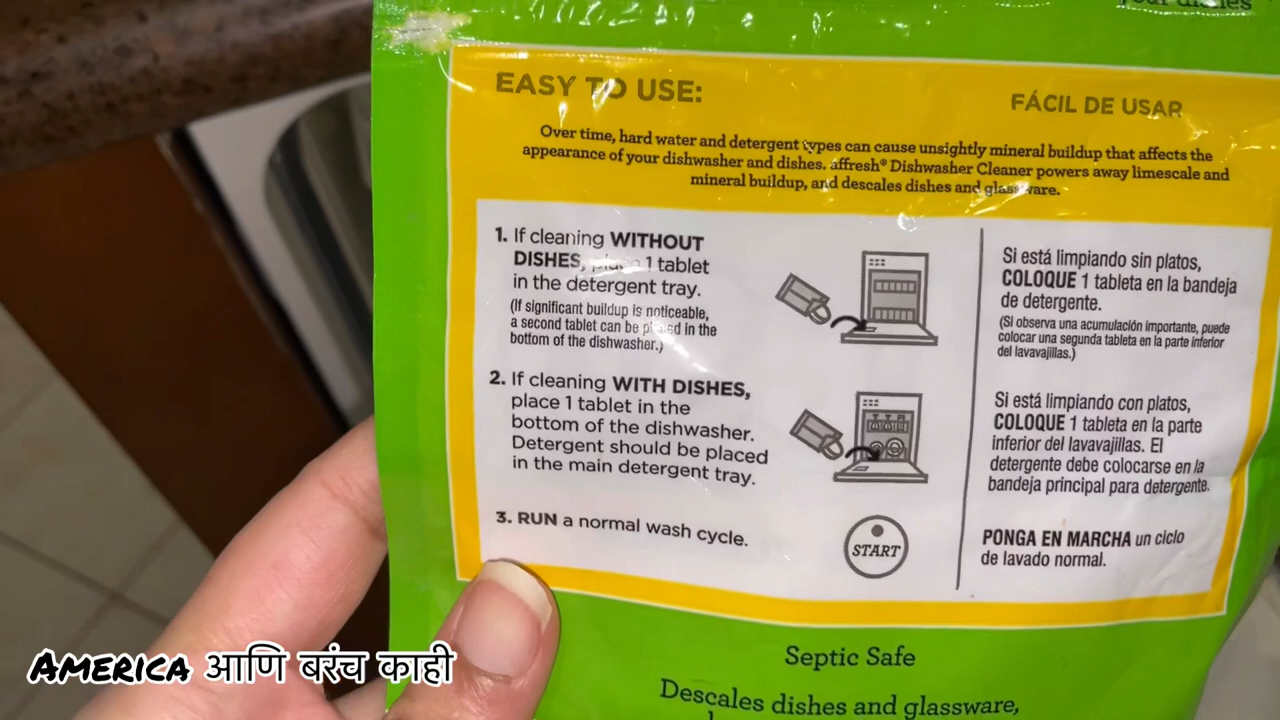 your dishes
EASY TO USE:
FÁCIL DE USAR
Over time, hard water and detergent types can cause unsightly mineral buildup that affects the
appearance of your dishwasher and dishes. affresh® Dishwasher Cleaner powers away limescale and
mineral buildup, and descales dishes and glassware.
1. If cleaning WITHOUT
DISHES, place 1 tablet
in the detergent tray.
(If significant buildup is noticeable,
a second tablet can be placed in the
bottom of the dishwasher.)
2. If cleaning WITH DISHES,
place 1 tablet in the
bottom of the dishwasher.
Detergent should be placed
in the main detergent tray.
3. RUN a normal wash cycle.
START
Si está limpiando sin platos,
COLOQUE 1 tableta en la bandeja
de detergente.
(Si observa una acumulación importante, puede
colocar una segunda tableta en la parte inferior
del lavavajillas.)
Si está limpiando con platos,
COLOQUE 1 tableta en la parte
inferior del lavavajillas. El
detergente debe colocarse en la
bandeja principal para detergente.
PONGA EN MARCHA un ciclo
de lavado normal.
Septic Safe
Descales dishes and glassware,
AMERICA आणि बरंच काही